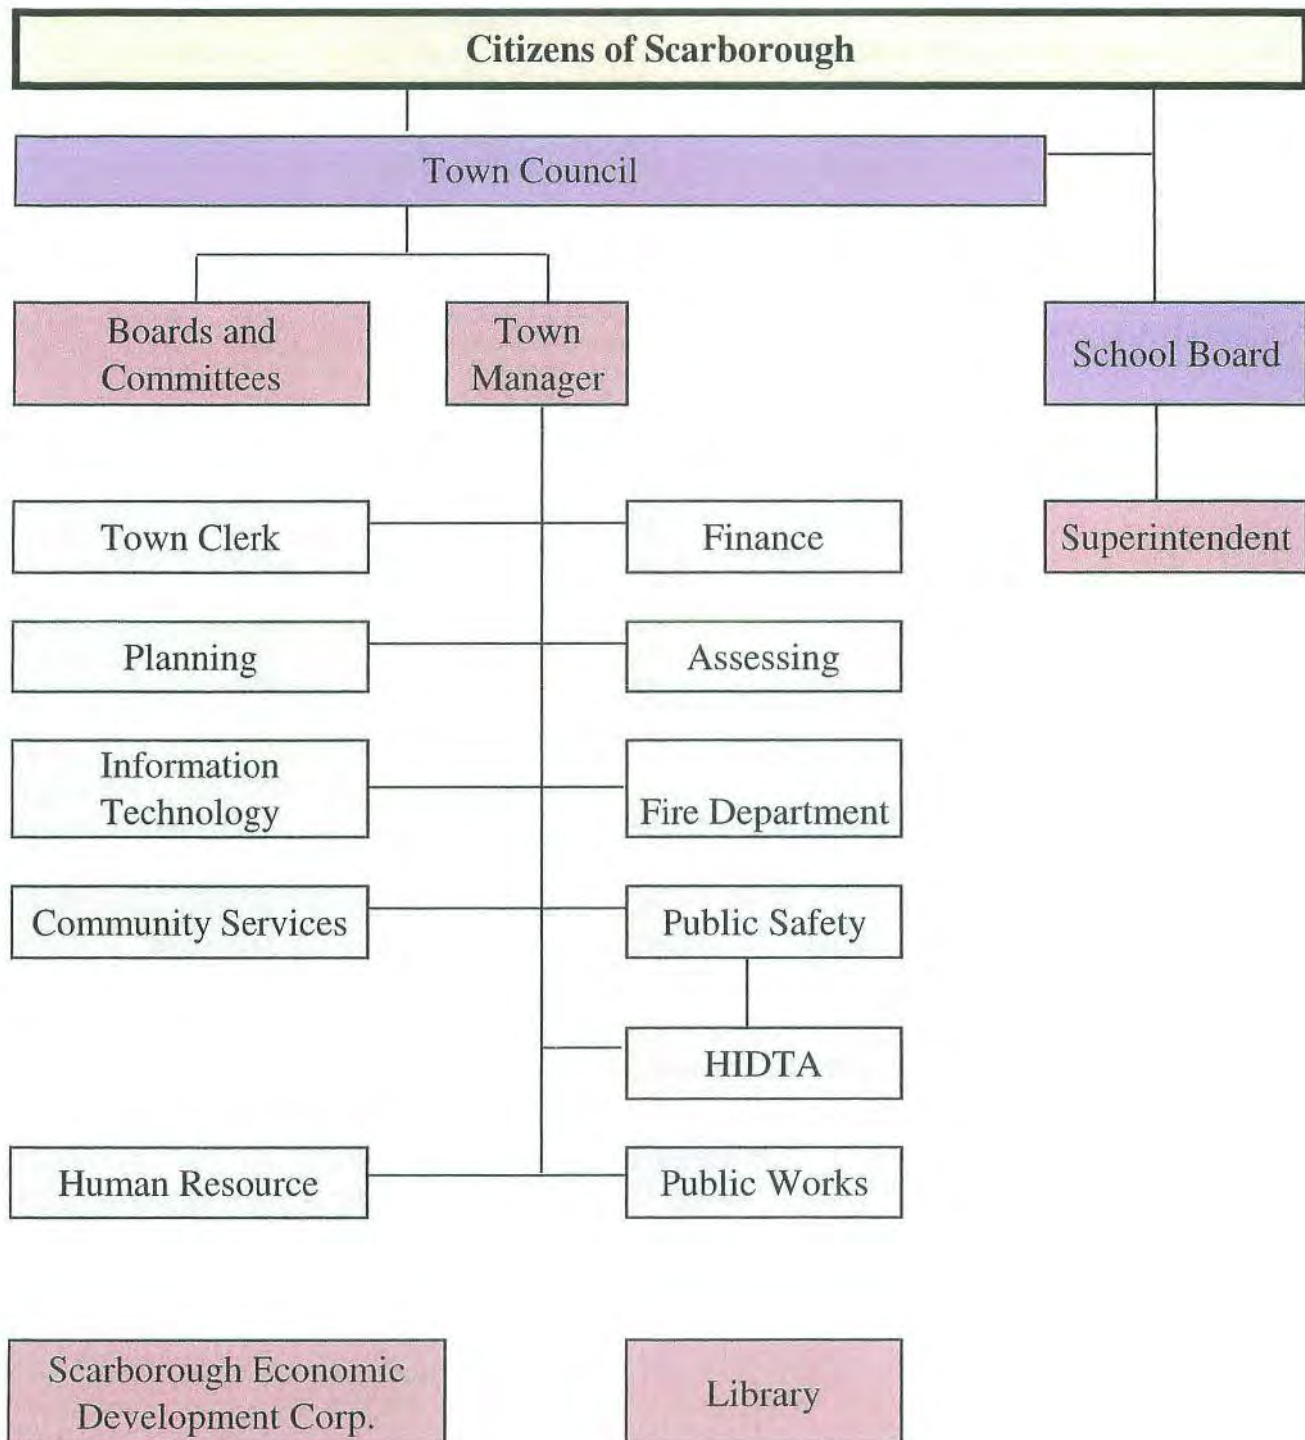 Citizens of Scarborough
Town Council
Boards and
Committees
Town
Manager
School Board
Town Clerk
Finance
Superintendent
Planning
Assessing
Information
Technology
Fire Department
Community Services
Public Safety
HIDTA
Human Resource
Public Works
Scarborough Economic
Development Corp.
Library